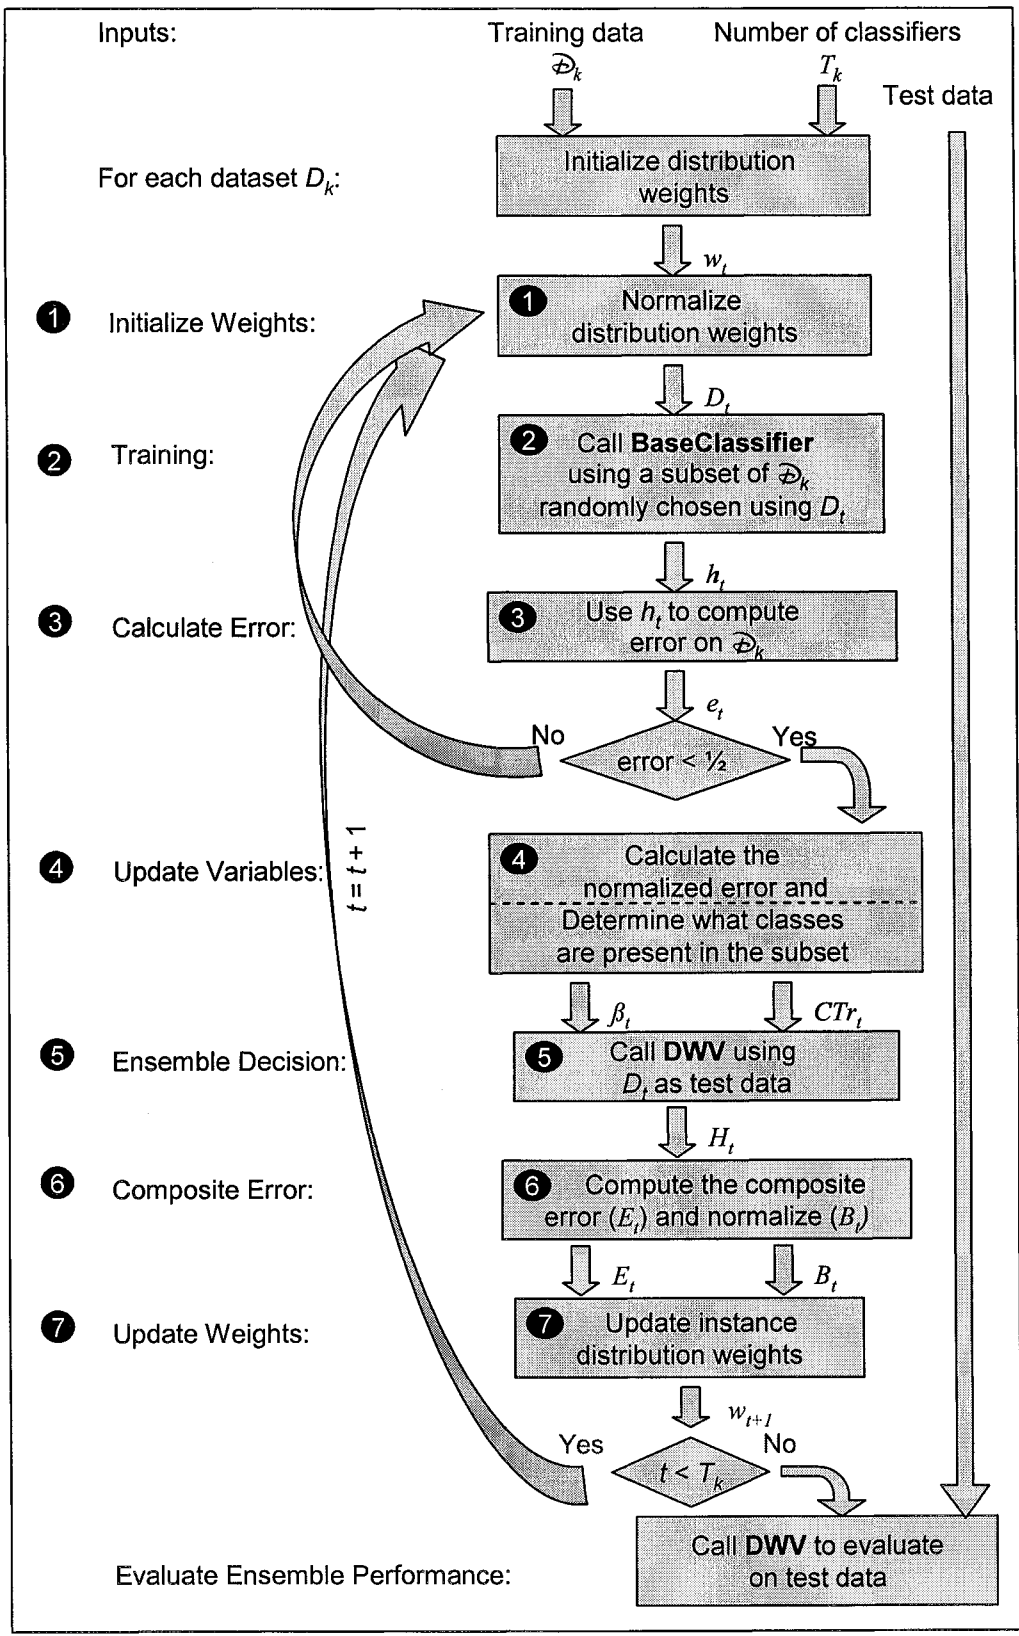 Inputs:
Training data
Number of classifiers
𝔇k
Tk
Test data
Initialize distribution
weights
For each dataset Dk:
wt
1 Initialize Weights:
1 Normalize
distribution weights
Dt
2 Training:
2 Call BaseClassifier
using a subset of 𝔇k
randomly chosen using Dt
ht
3 Calculate Error:
3 Use ht to compute
error on 𝔇k
et
No
Yes
error < ½
t = t + 1
4 Update Variables:
4 Calculate the
normalized error and
Determine what classes
are present in the subset
βt
CTrt
5 Ensemble Decision:
5 Call DWV using
Dt as test data
Ht
6 Composite Error:
6 Compute the composite
error (Et) and normalize (Bt)
Et
Bt
7 Update Weights:
7 Update instance
distribution weights
wt+1
Yes
No
t < Tk
Call DWV to evaluate
on test data
Evaluate Ensemble Performance: